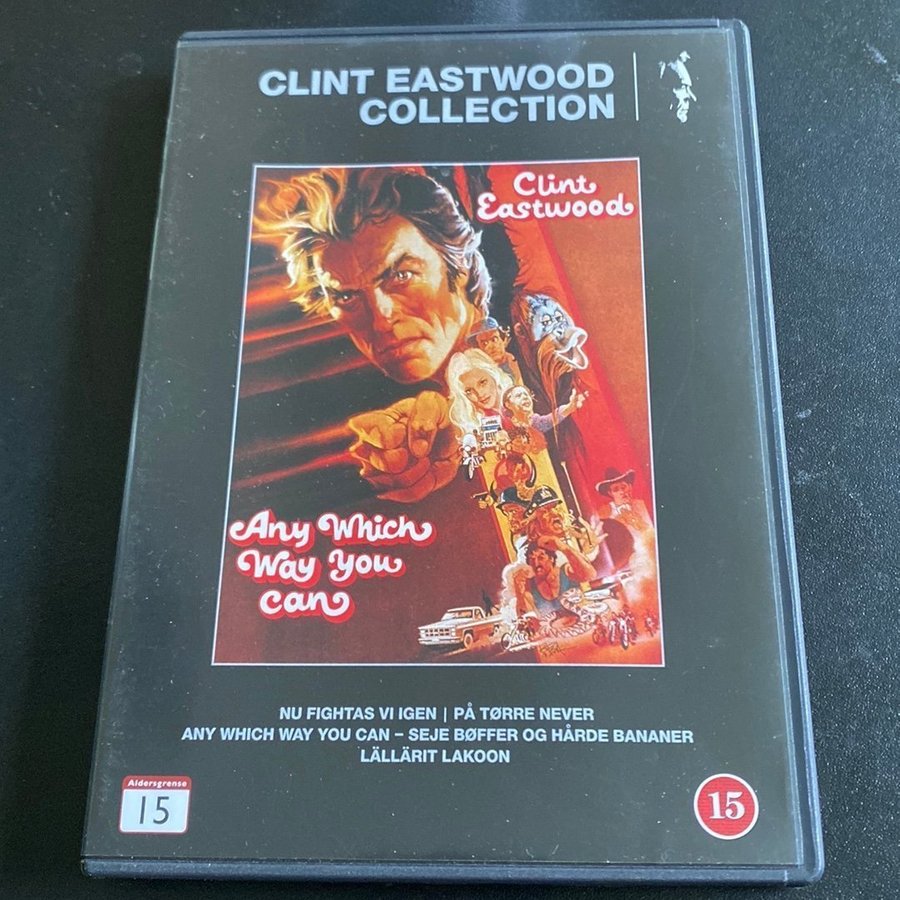 CLINT EASTWOOD
COLLECTION
Clint
Eastwood
Any Which
Way You
can
NU FIGHTAS VI IGEN | PÅ TØRRE NEVER
ANY WHICH WAY YOU CAN – SEJE BØFFER OG HÅRDE BANANER
LÄLLÄRIT LAKOON
Aldersgrense
15
15